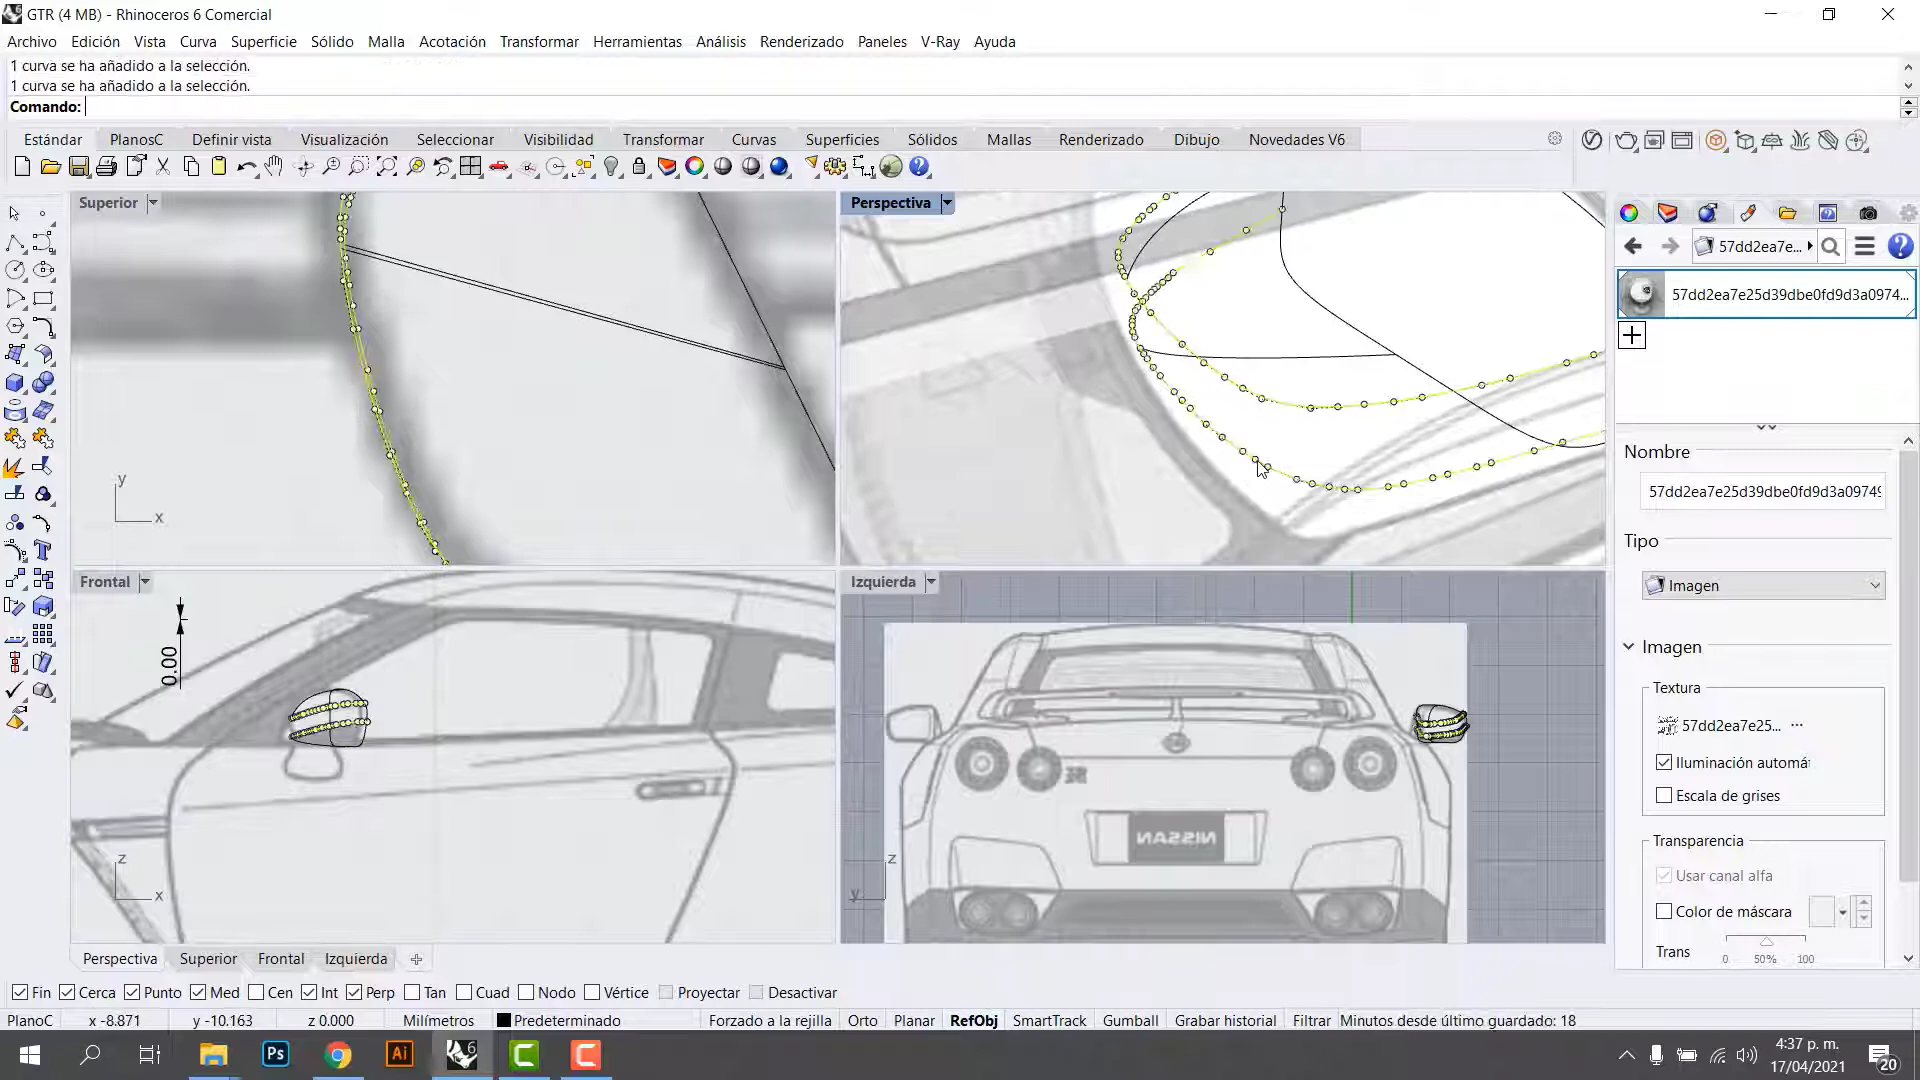 GTR (4 MB) - Rhinoceros 6 Comercial
Archivo Edición Vista Curva Superficie Sólido Malla Acotación Transformar Herramientas Análisis Renderizado Paneles V-Ray Ayuda
1 curva se ha añadido a la selección.
1 curva se ha añadido a la selección.
Comando:
Estándar PlanosC Definir vista Visualización Seleccionar Visibilidad Transformar Curvas Superficies Sólidos Mallas Renderizado Dibujo Novedades V6
Superior
Perspectiva
57dd2ea7e...
57dd2ea7e25d39dbe0fd9d3a0974...
Nombre
57dd2ea7e25d39dbe0fd9d3a09749
Tipo
Imagen
Imagen
Textura
57dd2ea7e25...
Iluminación automá
Escala de grises
Transparencia
Usar canal alfa
Color de máscara
Trans
0 50% 100
y
x
Frontal
Izquierda
0.00
NISSAN
z
x
z
y
Perspectiva Superior Frontal Izquierda
Fin Cerca Punto Med Cen Int Perp Tan Cuad Nodo Vértice Proyectar Desactivar
PlanoC x -8.871 y -10.163 z 0.000 Milímetros Predeterminado Forzado a la rejilla Orto Planar RefObj SmartTrack Gumball Grabar historial Filtrar Minutos desde último guardado: 18
Ps
Ai
6
4:37 p. m.
17/04/2021
20